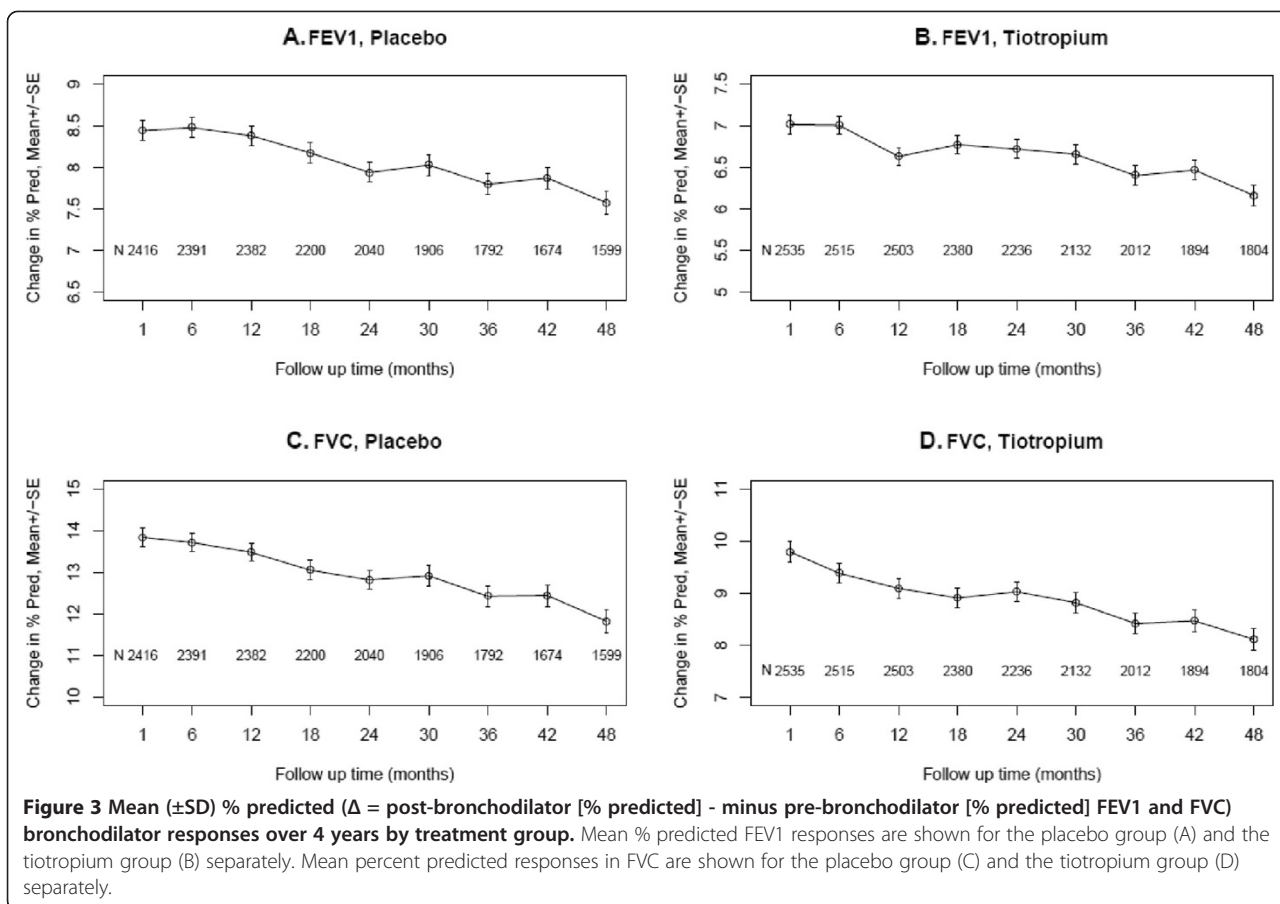 A. FEV1, Placebo
Change in % Pred, Mean+/−SE
9
8.5
8
7.5
7
6.5
N 2416 2391 2382 2200 2040 1906 1792 1674 1599
1 6 12 18 24 30 36 42 48
Follow up time (months)
B. FEV1, Tiotropium
Change in % Pred, Mean+/−SE
7.5
7
6.5
6
5.5
5
N 2535 2515 2503 2380 2236 2132 2012 1894 1804
1 6 12 18 24 30 36 42 48
Follow up time (months)
C. FVC, Placebo
Change in % Pred, Mean+/−SE
15
14
13
12
11
10
N 2416 2391 2382 2200 2040 1906 1792 1674 1599
1 6 12 18 24 30 36 42 48
Follow up time (months)
D. FVC, Tiotropium
Change in % Pred, Mean+/−SE
11
10
9
8
7
N 2535 2515 2503 2380 2236 2132 2012 1894 1804
1 6 12 18 24 30 36 42 48
Follow up time (months)
Figure 3 Mean (±SD) % predicted (Δ = post-bronchodilator [% predicted] - minus pre-bronchodilator [% predicted] FEV1 and FVC)
bronchodilator responses over 4 years by treatment group. Mean % predicted FEV1 responses are shown for the placebo group (A) and the
tiotropium group (B) separately. Mean percent predicted responses in FVC are shown for the placebo group (C) and the tiotropium group (D)
separately.